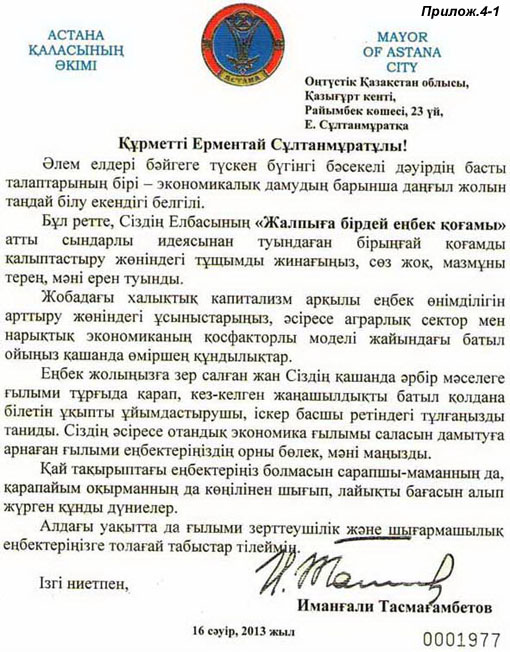 Прилож.4-1
АСТАНА
ҚАЛАСЫНЫҢ
ӘКІМІ
АСТАНА
MAYOR
OF ASTANA
CITY
Оңтүстік Қазақстан облысы,
Қазығұрт кенті,
Райымбек көшесі, 23 үй,
Е. Сұлтанмұратқа
Құрметті Ерментай Сұлтанмұратұлы!
Әлем елдері бәйгеге түскен бүгінгі бәсекелі дәуірдің басты
талаптарының бірі – экономикалық дамудың барынша даңғыл жолын
таңдай білу екендігі белгілі.
Бұл ретте, Сіздің Елбасының «Жалпыға бірдей еңбек қоғамы»
атты сындарлы идеясынан туындаған бірыңғай қоғамды
қалыптастыру жөніндегі тұщымды жинағыңыз, сөз жоқ, мазмұны
терең, мәні ерен туынды.
Жобадағы халықтық капитализм арқылы еңбек өнімділігін
арттыру жөніндегі ұсыныстарыңыз, әсіресе аграрлық сектор мен
нарықтық экономиканың қосфакторлы моделі жайындағы батыл
ойыңыз қашанда өміршең құндылықтар.
Еңбек жолыңызға зер салған жан Сіздің қашанда әрбір мәселеге
ғылыми тұрғыда қарап, кез-келген жаңашылдықты батыл қолдана
білетін ұқыпты ұйымдастырушы, іскер басшы ретіндегі тұлғаңызды
таниды. Сіздің әсіресе отандық экономика ғылымы саласын дамытуға
арнаған ғылыми еңбектеріңіздің орны бөлек, мәні маңызды.
Қай тақырыптағы еңбектеріңіз болмасын сарапшы-маманның да,
қарапайым оқырманның да көңілінен шығып, лайықты бағасын алып
жүрген құнды дүниелер.
Алдағы уақытта да ғылыми зерттеушілік және шығармашылық
еңбектеріңізге толағай табыстар тілеймін.
Ізгі ниетпен,
Иманғали Тасмағамбетов
16 сәуір, 2013 жыл
0001977